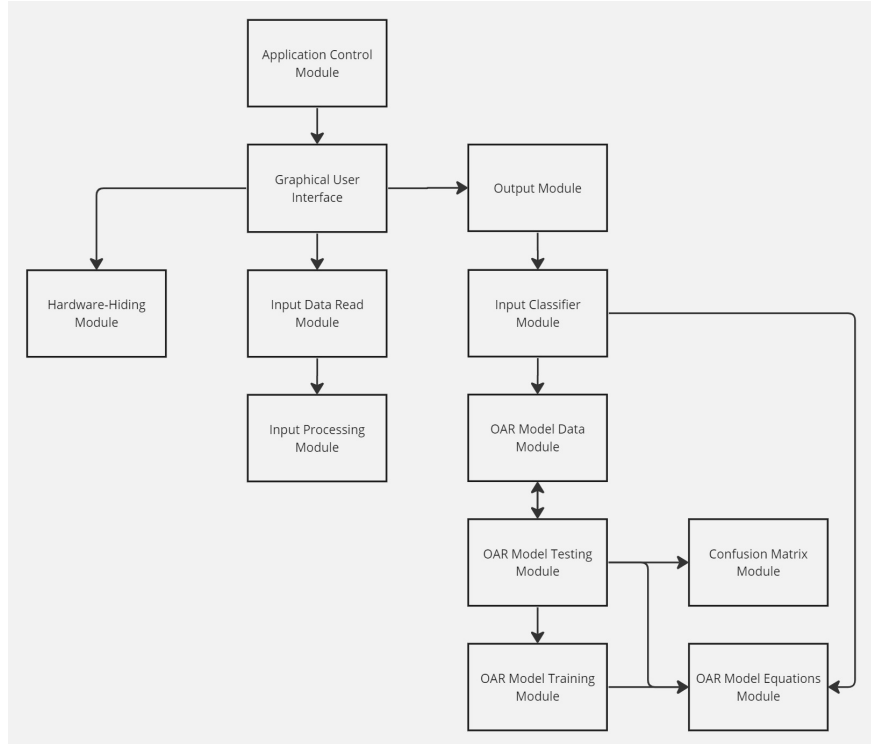 Application Control
Module
Graphical User
Interface
Output Module
Hardware-Hiding
Module
Input Data Read
Module
Input Classifier
Module
Input Processing
Module
OAR Model Data
Module
OAR Model Testing
Module
Confusion Matrix
Module
OAR Model Training
Module
OAR Model Equations
Module